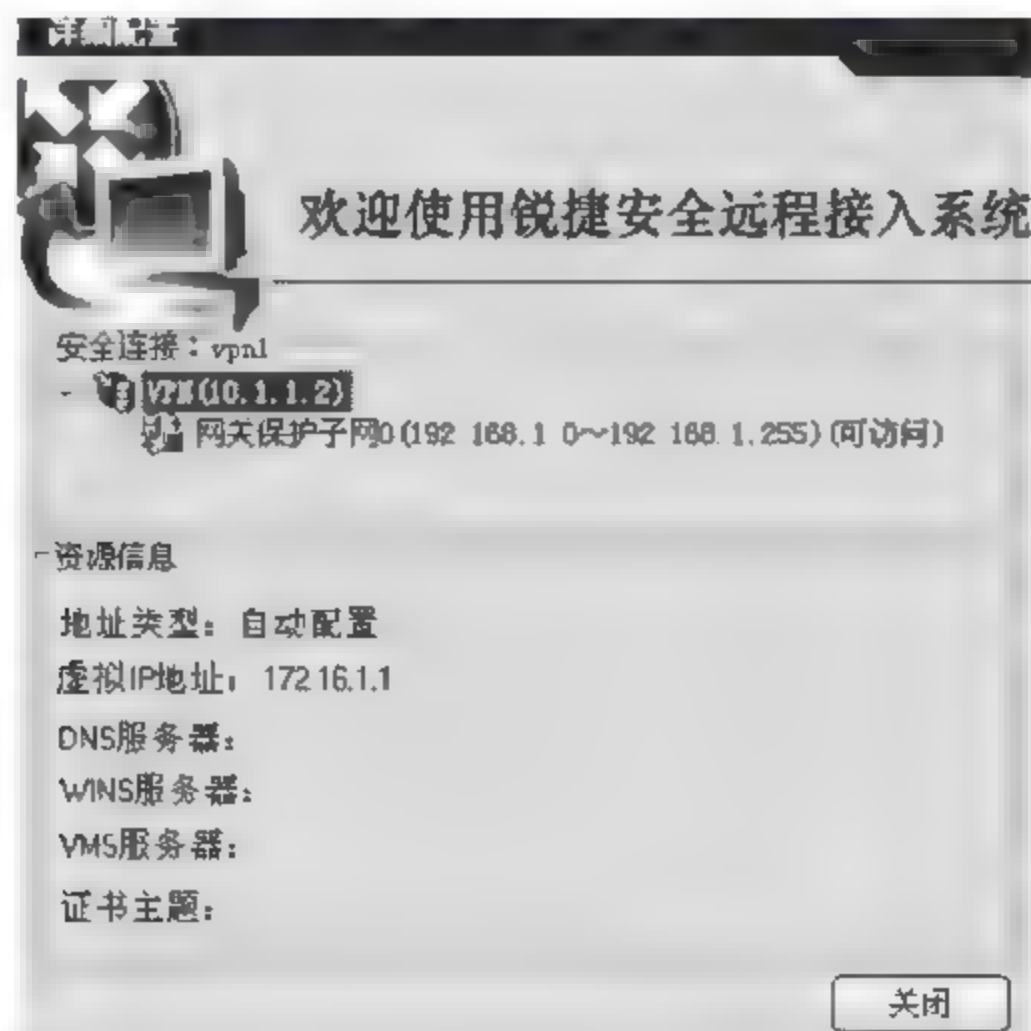 详细配置
欢迎使用锐捷安全远程接入系统
安全连接：vpn1
- VPN(10.1.1.2)
网关保护子网0(192.168.1.0～192.168.1.255)(可访问)
资源信息
地址类型：自动配置
虚拟IP地址：172.16.1.1
DNS服务器：
WINS服务器：
VMS服务器：
证书主题：
关闭